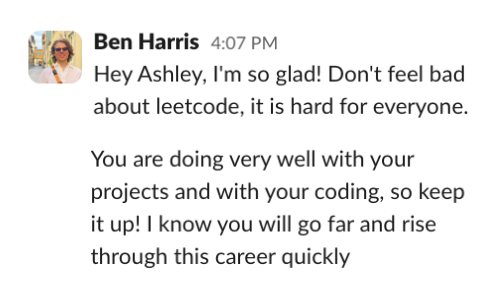 Ben Harris 4:07 PM
Hey Ashley, I'm so glad! Don't feel bad
about leetcode, it is hard for everyone.
You are doing very well with your
projects and with your coding, so keep
it up! I know you will go far and rise
through this career quickly